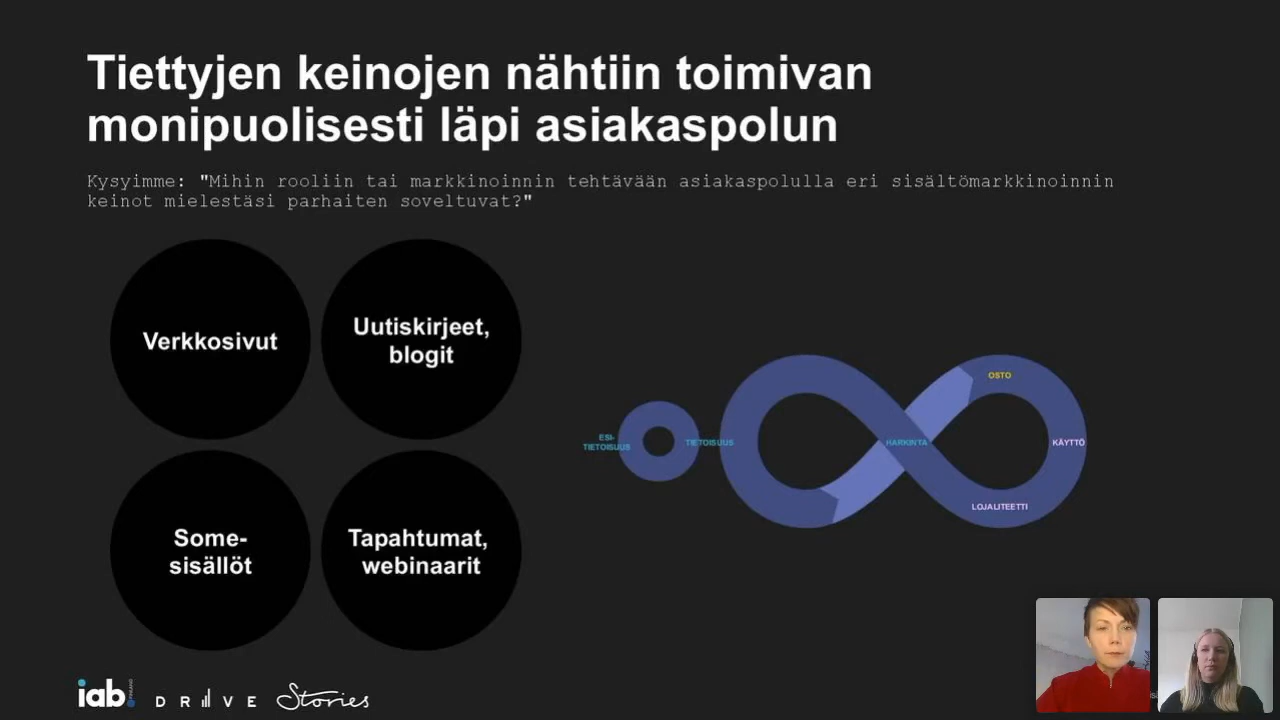 Tiettyjen keinojen nähtiin toimivan
monipuolisesti läpi asiakaspolun
Kysyimme: "Mihin rooliin tai markkinoinnin tehtävään asiakaspolulla eri sisältömarkkinoinnin
keinot mielestäsi parhaiten soveltuvat?"
Verkkosivut
Uutiskirjeet,
blogit
Some-
sisällöt
Tapahtumat,
webinaarit
ESI-
TIETOISUUS
TIETOISUUS
HARKINTA
OSTO
KÄYTTÖ
LOJALITEETTI
iab
FINLAND
DRIVE
Stories